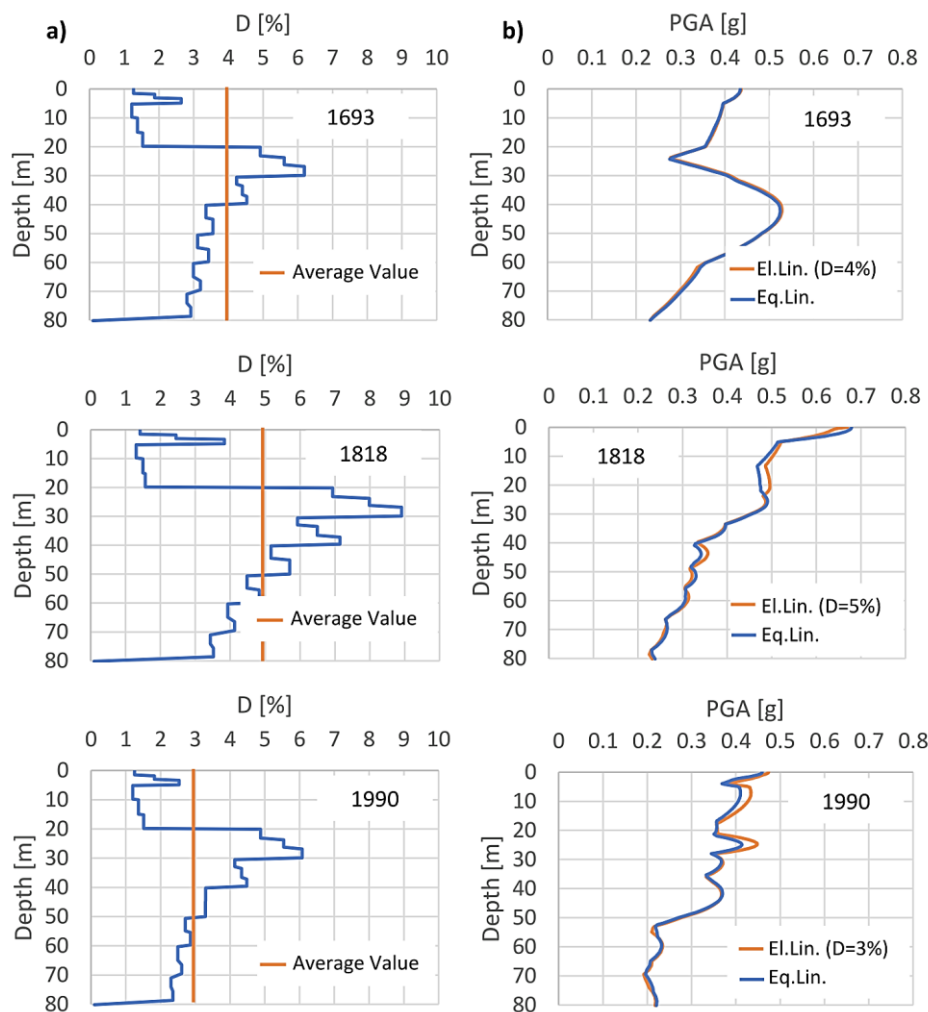 a)
D [%]
0 1 2 3 4 5 6 7 8 9 10
0
10
20
30
40
50
60
70
80
Depth [m]
1693
Average Value
b)
PGA [g]
0 0.1 0.2 0.3 0.4 0.5 0.6 0.7 0.8
0
10
20
30
40
50
60
70
80
Depth [m]
1693
El.Lin. (D=4%)
Eq.Lin.
D [%]
0 1 2 3 4 5 6 7 8 9 10
0
10
20
30
40
50
60
70
80
Depth [m]
1818
Average Value
PGA [g]
0 0.1 0.2 0.3 0.4 0.5 0.6 0.7 0.8
0
10
20
30
40
50
60
70
80
Depth [m]
1818
El.Lin. (D=5%)
Eq.Lin.
D [%]
0 1 2 3 4 5 6 7 8 9 10
0
10
20
30
40
50
60
70
80
Depth [m]
1990
Average Value
PGA [g]
0 0.1 0.2 0.3 0.4 0.5 0.6 0.7 0.8
0
10
20
30
40
50
60
70
80
Depth [m]
1990
El.Lin. (D=3%)
Eq.Lin.